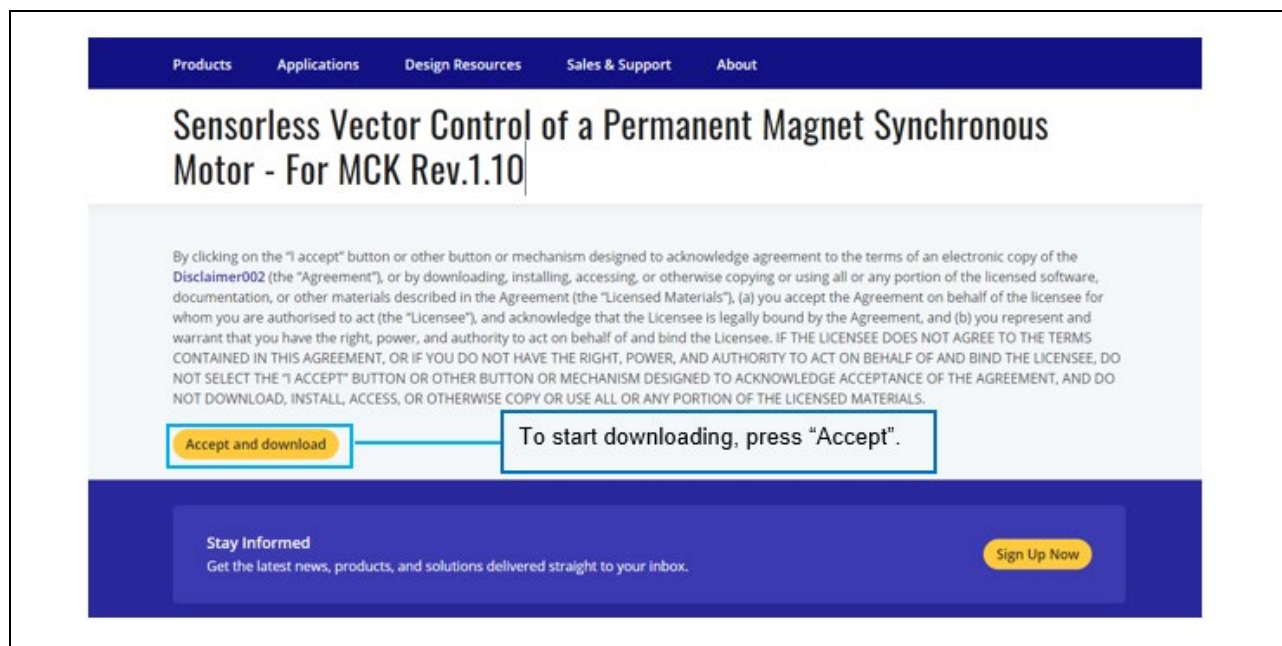 Products Applications Design Resources Sales & Support About
Sensorless Vector Control of a Permanent Magnet Synchronous
Motor - For MCK Rev.1.10
By clicking on the "I accept" button or other button or mechanism designed to acknowledge agreement to the terms of an electronic copy of the
Disclaimer002 (the "Agreement"), or by downloading, installing, accessing, or otherwise copying or using all or any portion of the licensed software,
documentation, or other materials described in the Agreement (the "Licensed Materials"), (a) you accept the Agreement on behalf of the licensee for
whom you are authorised to act (the "Licensee"), and acknowledge that the Licensee is legally bound by the Agreement, and (b) you represent and
warrant that you have the right, power, and authority to act on behalf of and bind the Licensee. IF THE LICENSEE DOES NOT AGREE TO THE TERMS
CONTAINED IN THIS AGREEMENT, OR IF YOU DO NOT HAVE THE RIGHT, POWER, AND AUTHORITY TO ACT ON BEHALF OF AND BIND THE LICENSEE, DO
NOT SELECT THE "I ACCEPT" BUTTON OR OTHER BUTTON OR MECHANISM DESIGNED TO ACKNOWLEDGE ACCEPTANCE OF THE AGREEMENT, AND DO
NOT DOWNLOAD, INSTALL, ACCESS, OR OTHERWISE COPY OR USE ALL OR ANY PORTION OF THE LICENSED MATERIALS.
Accept and download
To start downloading, press “Accept”.
Stay Informed
Get the latest news, products, and solutions delivered straight to your inbox.
Sign Up Now